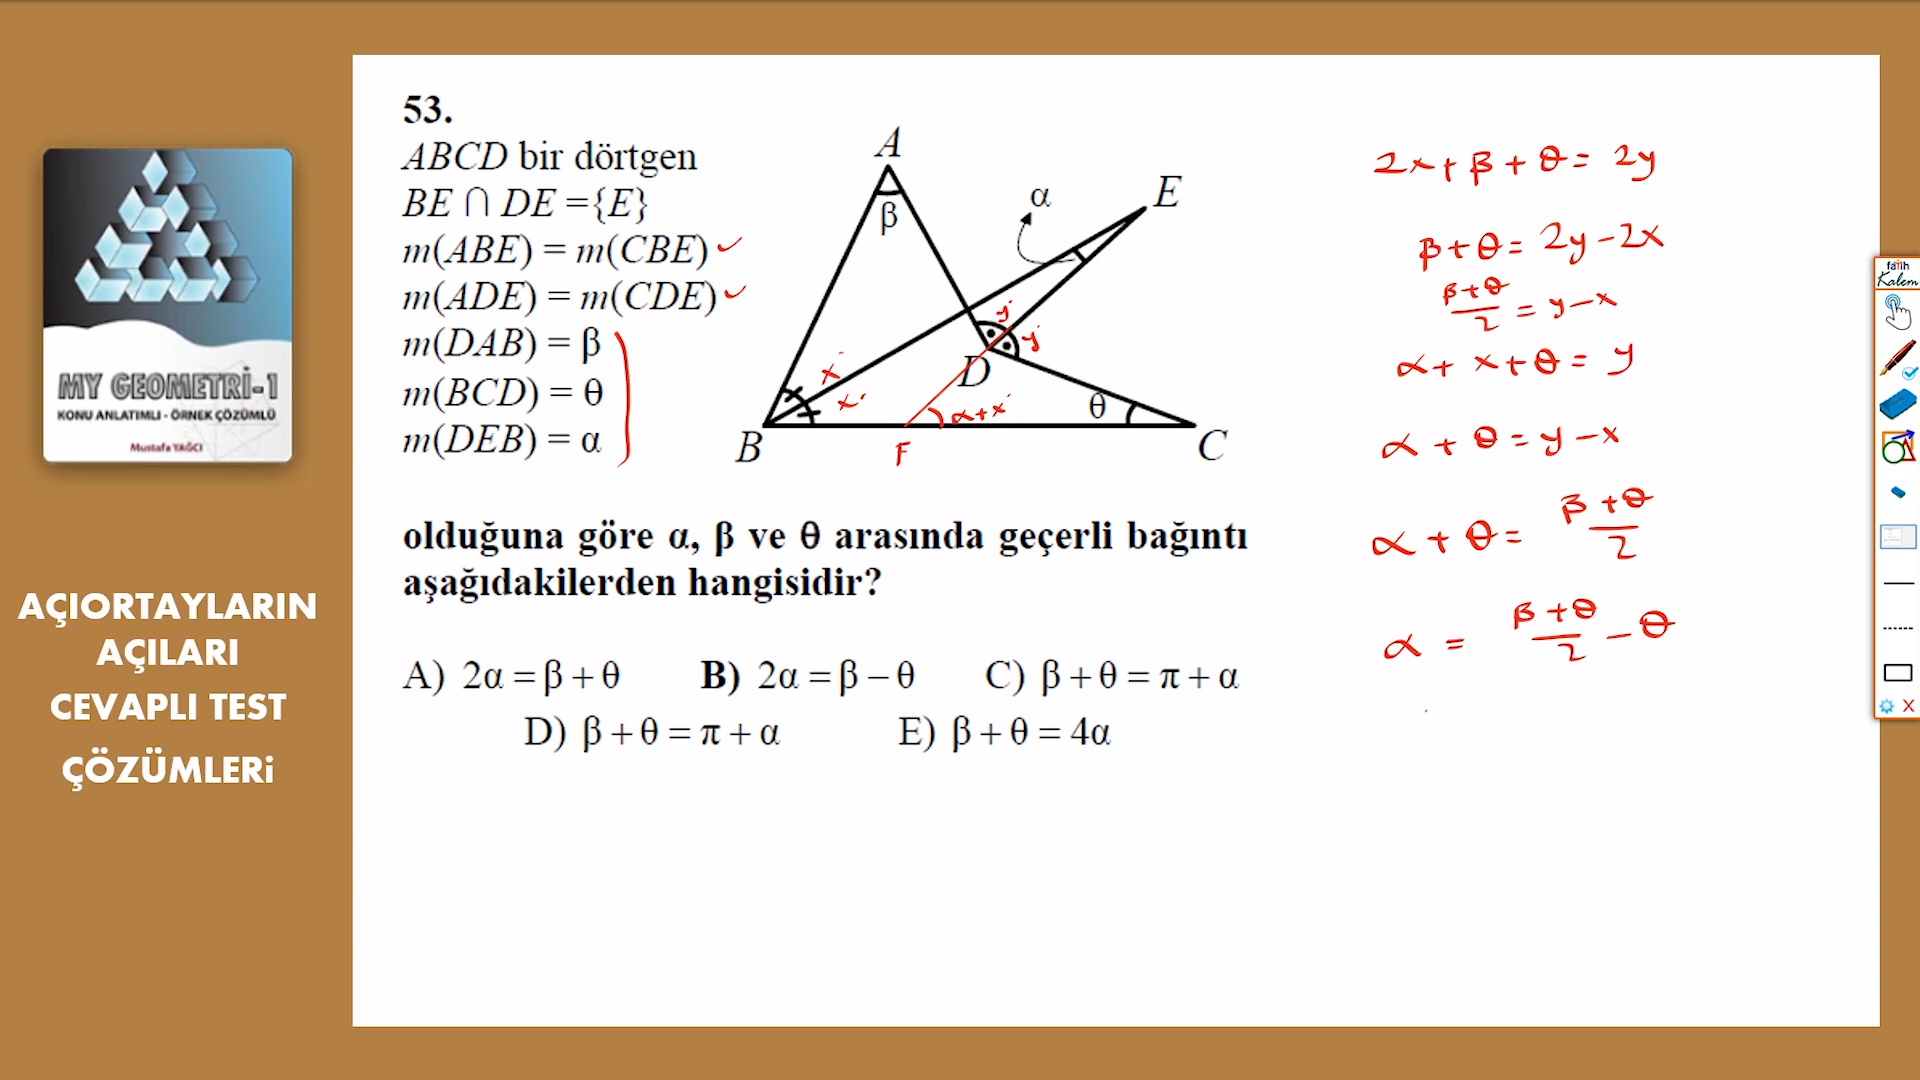 MY GEOMETRİ-1
KONU ANLATIMLI - ÖRNEK ÇÖZÜMLÜ
Mustafa YAĞCI
AÇIORTAYLARIN
AÇILARI
CEVAPLI TEST
ÇÖZÜMLERi
53.
ABCD bir dörtgen
BE ∩ DE ={E}
m(ABE) = m(CBE)
m(ADE) = m(CDE)
m(DAB) = β
m(BCD) = θ
m(DEB) = α
A
β
α
E
y
y
D
x
x
α+x
θ
B
F
C
olduğuna göre α, β ve θ arasında geçerli bağıntı
aşağıdakilerden hangisidir?
A) 2α = β + θ B) 2α = β − θ C) β + θ = π + α
D) β + θ = π + α E) β + θ = 4α
2x + β + θ = 2y
β + θ = 2y − 2x
(β+θ)/2 = y − x
α + x + θ = y
α + θ = y − x
α + θ = (β+θ)/2
α = (β+θ)/2 − θ
fatih
Kalem
X